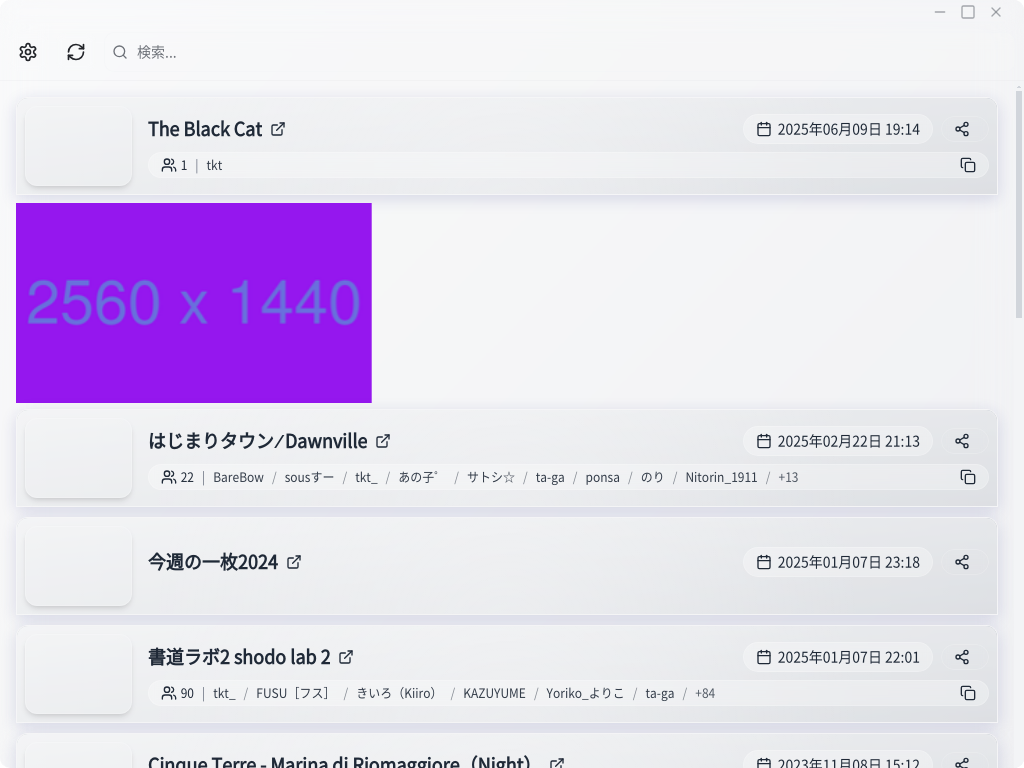 検索...
The Black Cat
2025年06月09日 19:14
1 | tkt
2560 x 1440
はじまりタウン/Dawnville
2025年02月22日 21:13
22 | BareBow / sousすー / tkt_ / あの子゜ / サトシ☆ / ta-ga / ponsa / のり / Nitorin_1911 / +13
今週の一枚2024
2025年01月07日 23:18
書道ラボ2 shodo lab 2
2025年01月07日 22:01
90 | tkt_ / FUSU［フス］ / きいろ（Kiiro） / KAZUYUME / Yoriko_よりこ / ta-ga / +84
Cinque Terre - Marina di Riomaggiore（Night）
2023年11月08日 15:12